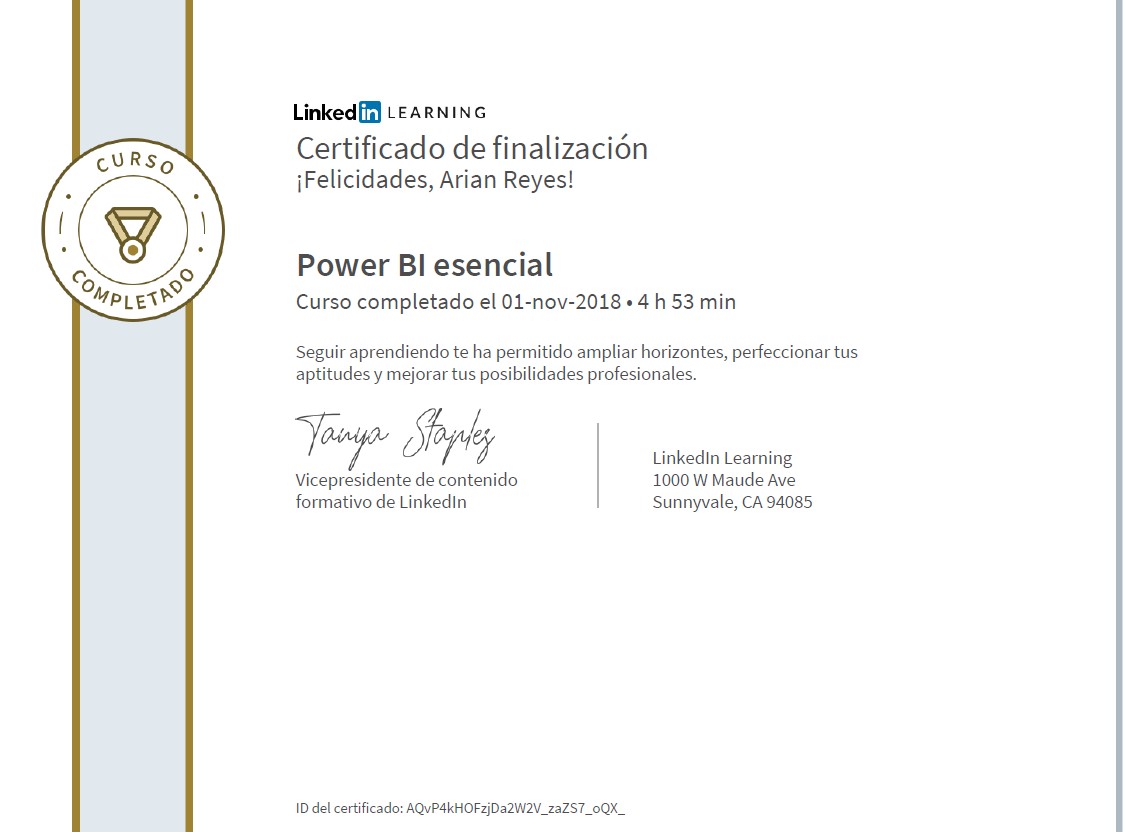 CURSO
COMPLETADO
Linkedin LEARNING
Certificado de finalización
¡Felicidades, Arian Reyes!
Power BI esencial
Curso completado el 01-nov-2018 • 4 h 53 min
Seguir aprendiendo te ha permitido ampliar horizontes, perfeccionar tus
aptitudes y mejorar tus posibilidades profesionales.
Tanya Staples
Vicepresidente de contenido
formativo de LinkedIn
LinkedIn Learning
1000 W Maude Ave
Sunnyvale, CA 94085
ID del certificado: AQvP4kHOFzjDa2W2V_zaZS7_oQX_